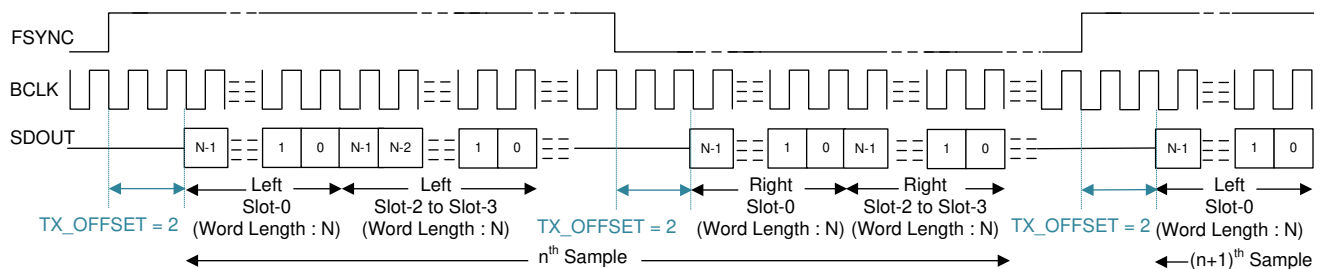 FSYNC
BCLK
SDOUT
N-1 1 0 N-1 N-2 1 0 N-1 1 0 N-1 1 0 N-1 1 0
Left Left Right Right Left
Slot-0 Slot-2 to Slot-3 Slot-0 Slot-2 to Slot-3 Slot-0
TX_OFFSET = 2 (Word Length : N) (Word Length : N) TX_OFFSET = 2 (Word Length : N) (Word Length : N) TX_OFFSET = 2 (Word Length : N)
nth Sample (n+1)th Sample